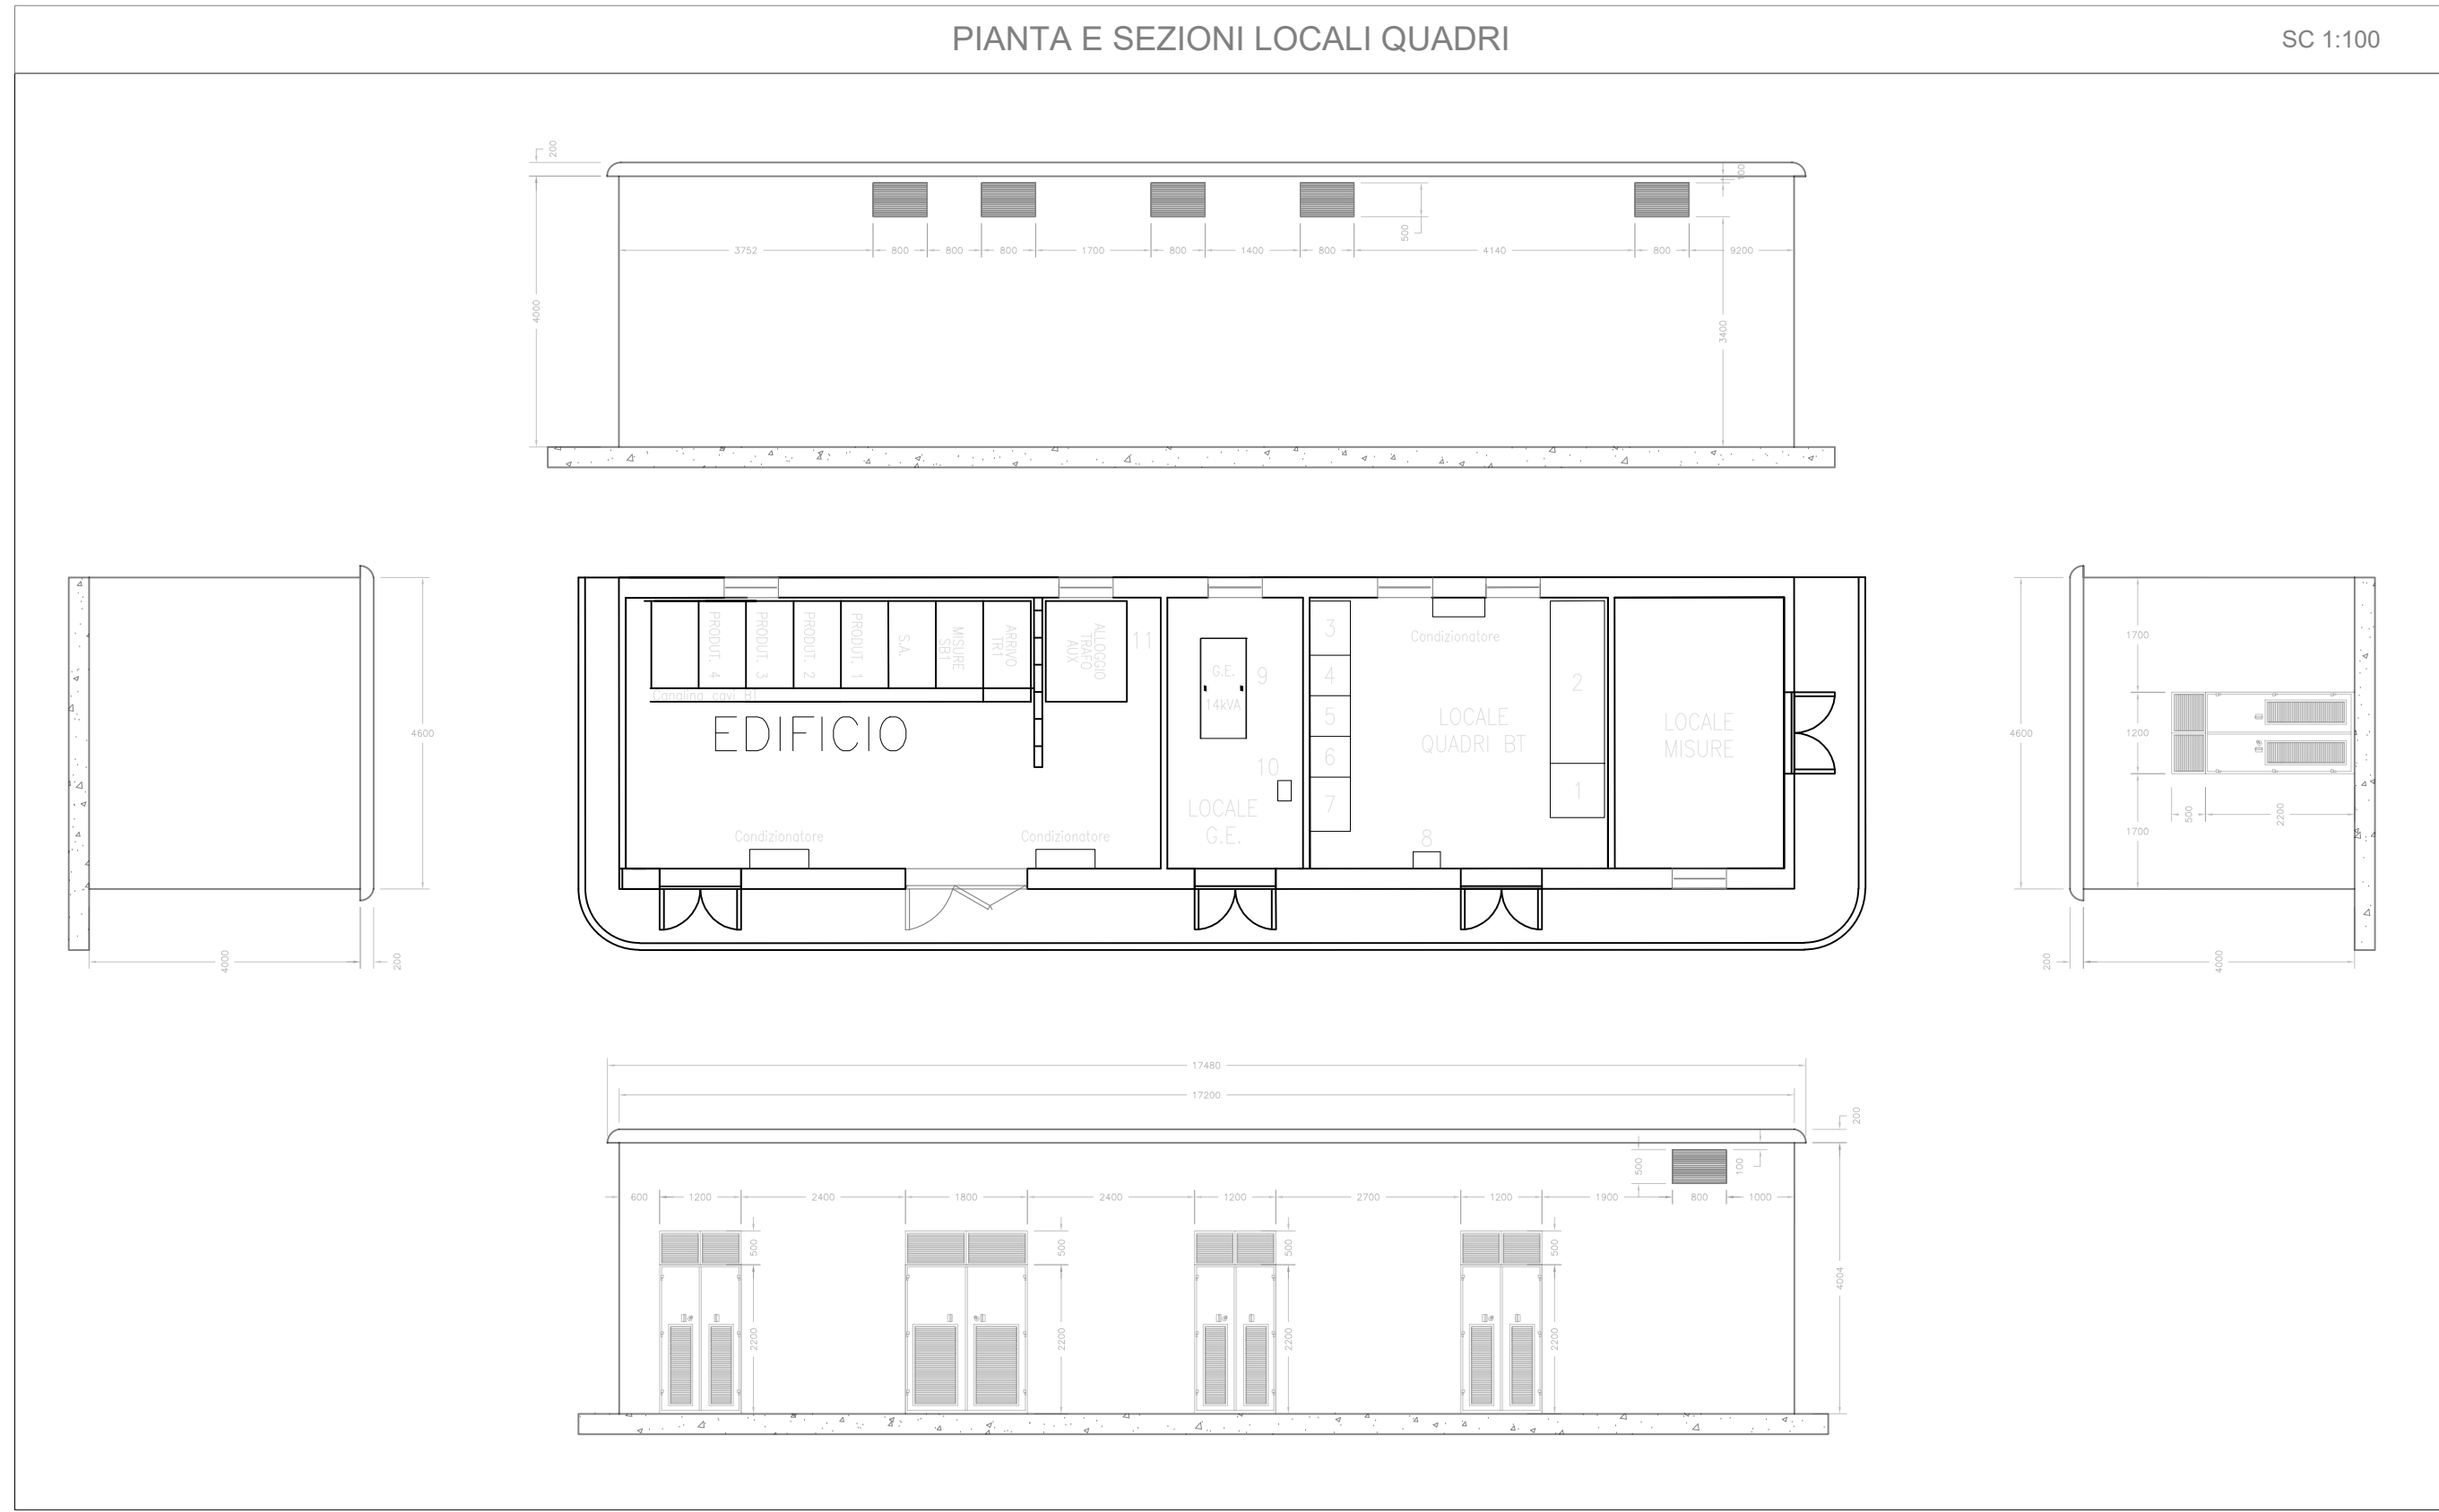 PIANTA E SEZIONI LOCALI QUADRI
SC 1:100
200
100
500
3752
800
800
800
1700
800
1400
800
4140
800
9200
4000
3400
4600
4000
200
PRODUT. 4
PRODUT. 3
PRODUT. 2
PRODUT. 1
S.A.
MISURE
SB1
ARRIVO
TR1
ALLOGGIO
TRAFO
AUX
11
Canalina cavi BT
EDIFICIO
Condizionatore
Condizionatore
G.E.
14kVA
9
10
LOCALE
G.E.
3
4
5
6
7
Condizionatore
LOCALE
QUADRI BT
8
2
1
LOCALE
MISURE
4600
1700
1200
1700
500
2200
200
4000
17480
17200
200
500
100
600
1200
2400
1800
2400
1200
2700
1200
1900
800
1000
500
500
500
500
4004
2200
2200
2200
2200